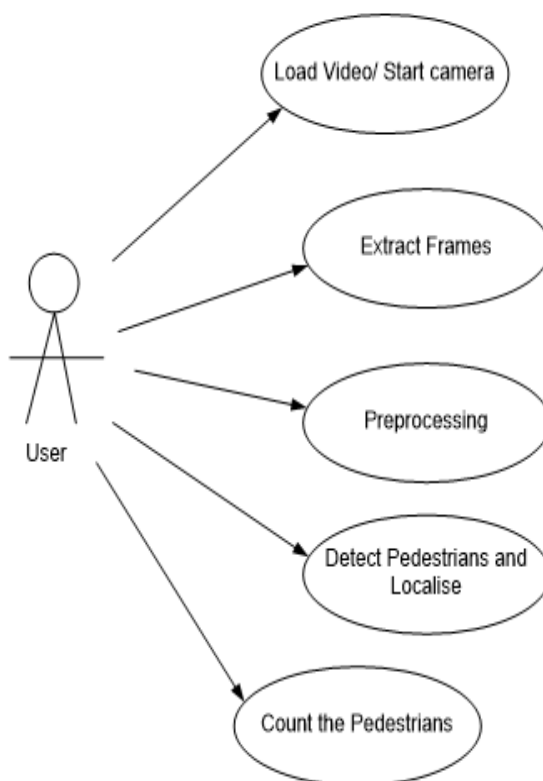 Load Video/ Start camera
Extract Frames
User
Preprocessing
Detect Pedestrians and
Localise
Count the Pedestrians